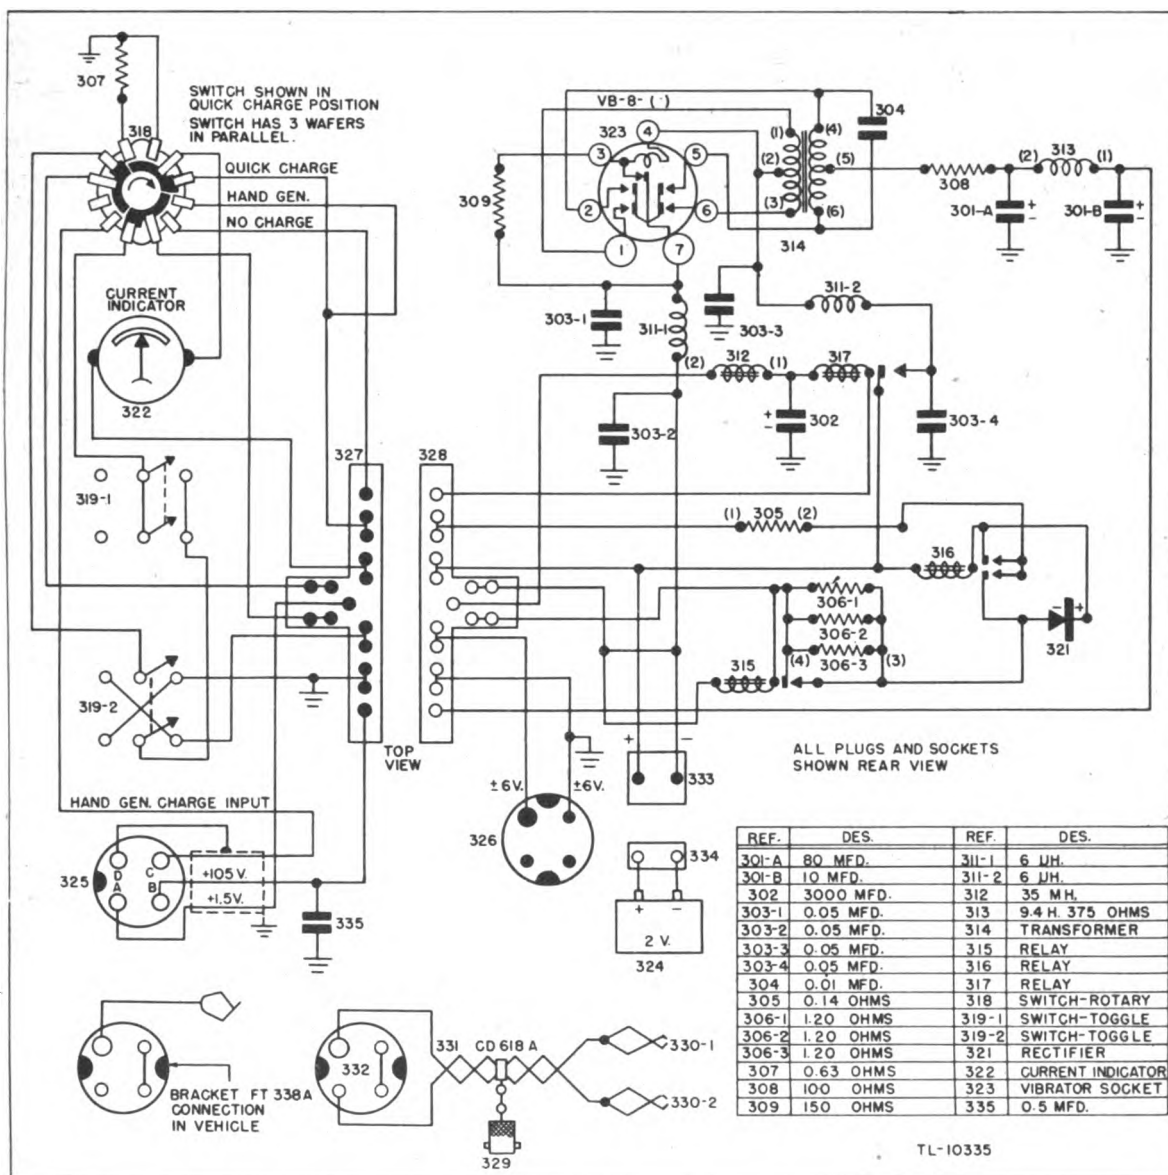 307
SWITCH SHOWN IN
QUICK CHARGE POSITION
SWITCH HAS 3 WAFERS
IN PARALLEL.
318
QUICK CHARGE
HAND GEN.
NO CHARGE
CURRENT
INDICATOR
322
VB-8-( )
323
4
3
5
2
6
1
7
309
(1)
(2)
(3)
(4)
(5)
(6)
314
304
308
(2)
313
(1)
301-A
+
−
301-B
+
−
303-1
311-1
303-3
311-2
(2)
312
(1)
317
303-2
+
−
302
303-4
319-1
327
328
(1)
305
(2)
316
306-1
306-2
(4)
306-3
(3)
315
−
+
321
319-2
TOP
VIEW
ALL PLUGS AND SOCKETS
SHOWN REAR VIEW
+
−
333
±6V.
±6V.
326
HAND GEN. CHARGE INPUT
325
D
C
A
B
+105 V.
+1.5V.
335
334
+
−
2 V.
324
REF. DES. REF. DES.
301-A 80 MFD. 311-1 6 UH.
301-B 10 MFD. 311-2 6 UH.
302 3000 MFD. 312 35 MH.
303-1 0.05 MFD. 313 9.4 H. 375 OHMS
303-2 0.05 MFD. 314 TRANSFORMER
303-3 0.05 MFD. 315 RELAY
303-4 0.05 MFD. 316 RELAY
304 0.01 MFD. 317 RELAY
305 0.14 OHMS 318 SWITCH-ROTARY
306-1 1.20 OHMS 319-1 SWITCH-TOGGLE
306-2 1.20 OHMS 319-2 SWITCH-TOGGLE
306-3 1.20 OHMS 321 RECTIFIER
307 0.63 OHMS 322 CURRENT INDICATOR
308 100 OHMS 323 VIBRATOR SOCKET
309 150 OHMS 335 0.5 MFD.
BRACKET FT 338A
CONNECTION
IN VEHICLE
332
331
CD 618 A
330-1
330-2
329
TL-10335